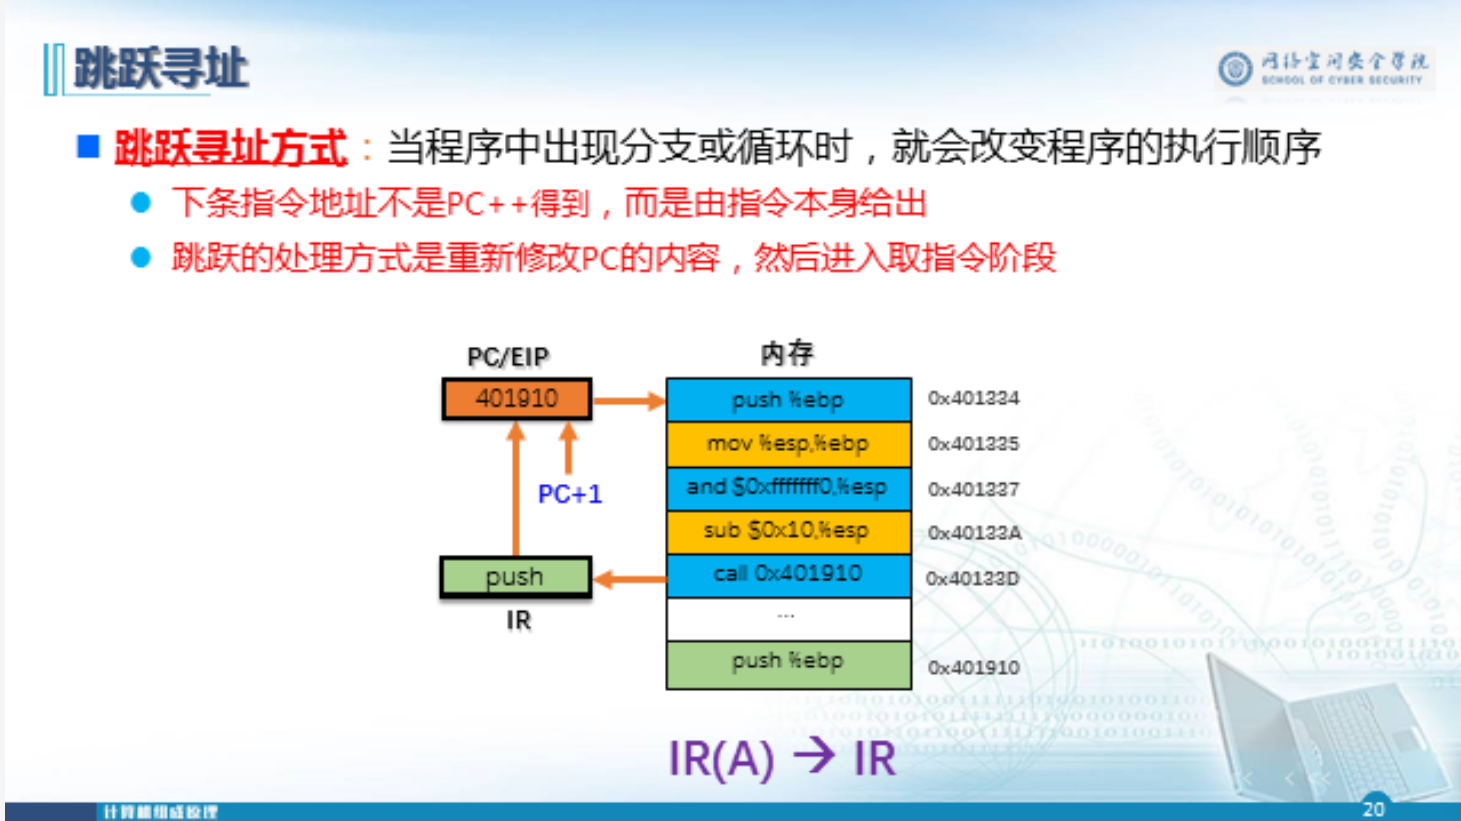 跳跃寻址
网络空间安全学院
SCHOOL OF CYBER SECURITY
跳跃寻址方式：当程序中出现分支或循环时，就会改变程序的执行顺序
下条指令地址不是PC++得到，而是由指令本身给出
跳跃的处理方式是重新修改PC的内容，然后进入取指令阶段
PC/EIP
内存
401910
push %ebp
0x401334
mov %esp,%ebp
0x401335
PC+1
and $0xfffffff0,%esp
0x401337
sub $0x10,%esp
0x40133A
push
call 0x401910
0x40133D
IR
...
push %ebp
0x401910
IR(A) → IR
计算机组成原理
20